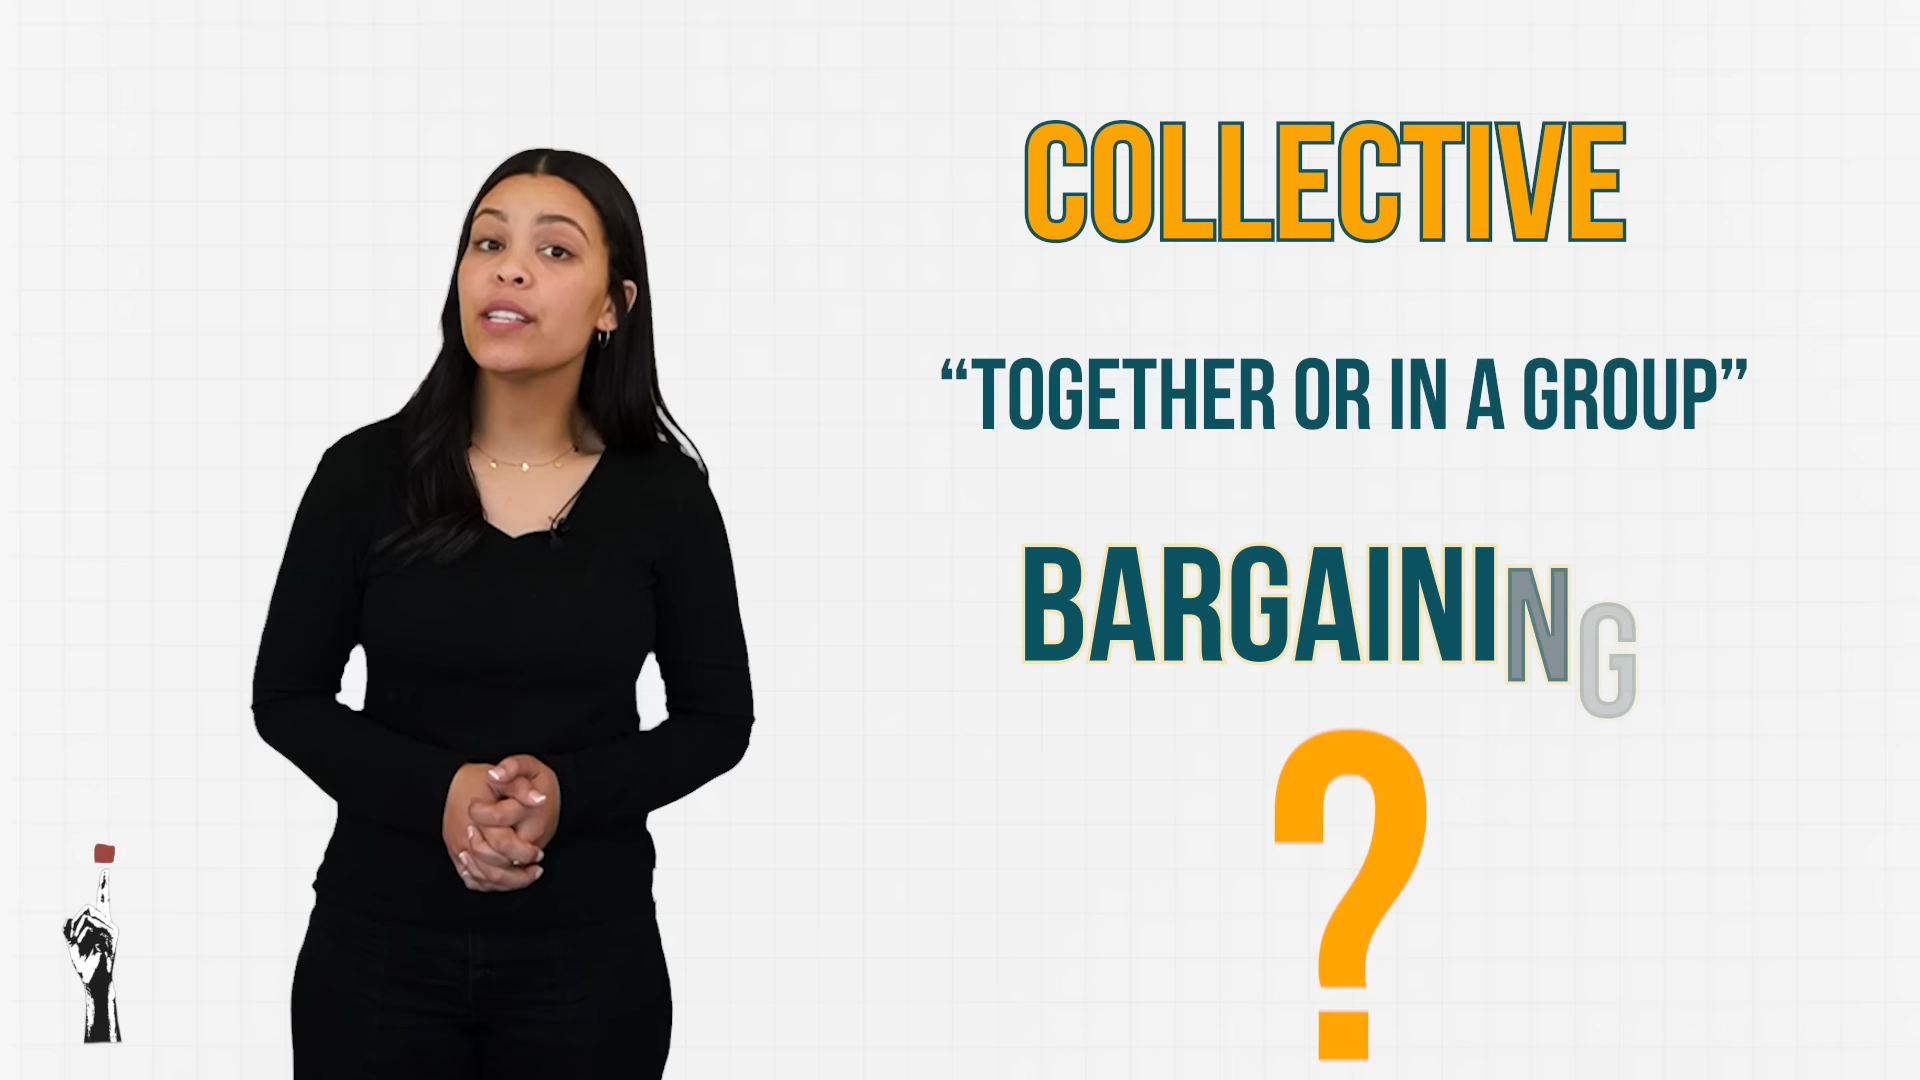 COLLECTIVE
“TOGETHER OR IN A GROUP”
BARGAINING
?